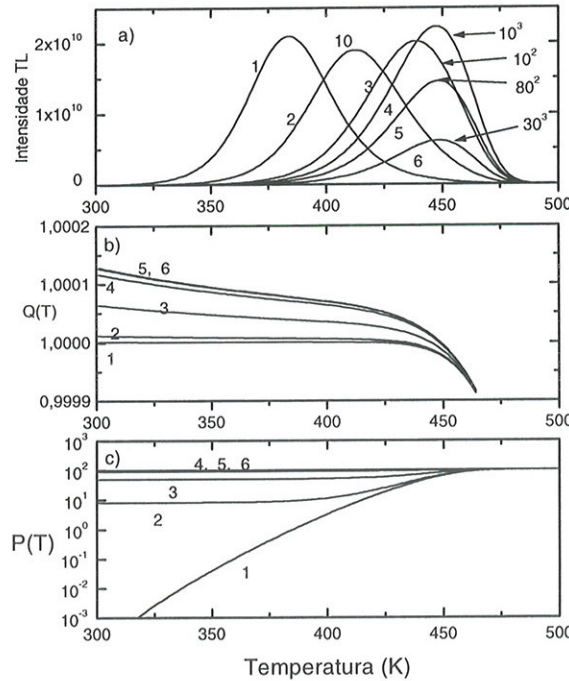 a)
Intensidade TL
2x10¹⁰
1x10¹⁰
0
1
2
10
3
4
5
6
10³
10²
80²
30³
300 350 400 450 500
b)
Q(T)
1,0002
1,0001
1,0000
0,9999
5, 6
4
3
2
1
300 350 400 450 500
c)
P(T)
10³
10²
10¹
10⁰
10⁻¹
10⁻²
10⁻³
4, 5, 6
3
2
1
300 350 400 450 500
Temperatura (K)